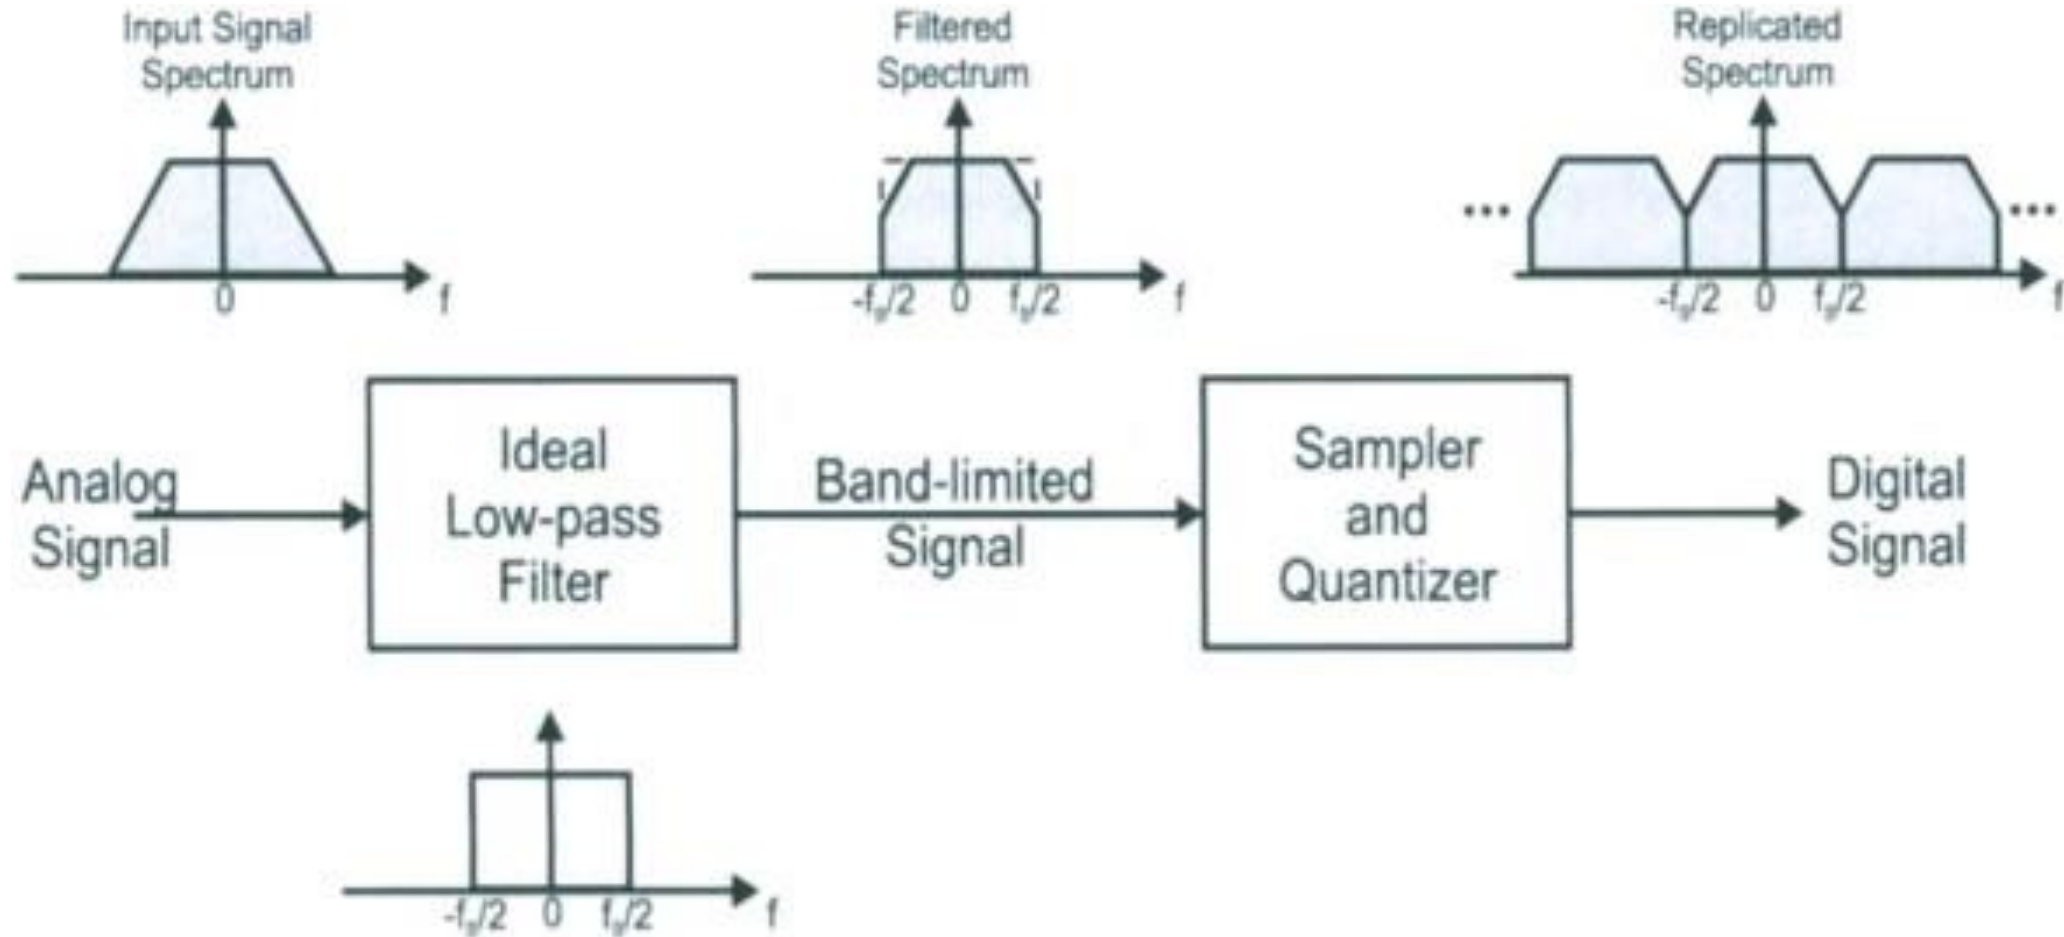 Input Signal
Spectrum
0
f
Filtered
Spectrum
-fs/2 0 fs/2 f
Replicated
Spectrum
...
...
-fs/2 0 fs/2 f
Analog
Signal
Ideal
Low-pass
Filter
Band-limited
Signal
Sampler
and
Quantizer
Digital
Signal
-fs/2 0 fs/2 f